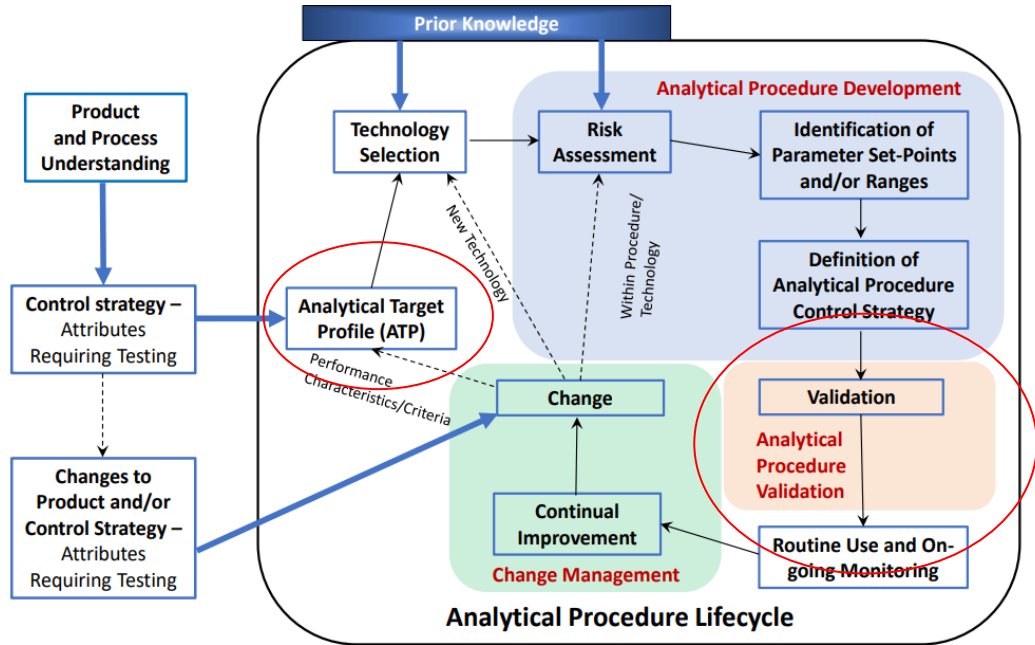 Prior Knowledge
Analytical Procedure Development
Product
and Process
Understanding
Technology
Selection
Risk
Assessment
Identification of
Parameter Set-Points
and/or Ranges
New Technology
Within Procedure/
Technology
Control strategy –
Attributes
Requiring Testing
Analytical Target
Profile (ATP)
Definition of
Analytical Procedure
Control Strategy
Performance
Characteristics/Criteria
Change
Validation
Analytical
Procedure
Validation
Changes to
Product and/or
Control Strategy –
Attributes
Requiring Testing
Continual
Improvement
Change Management
Routine Use and On-
going Monitoring
Analytical Procedure Lifecycle